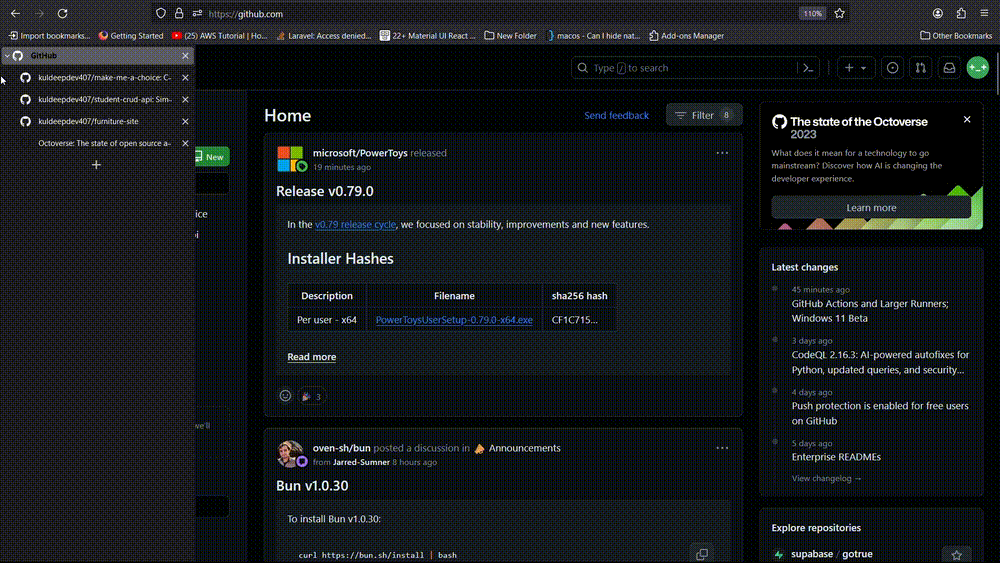 https://github.com
110%
Import bookmarks...
Getting Started
(25) AWS Tutorial | Ho...
Laravel: Access denied...
22+ Material UI React ...
New Folder
macos - Can I hide nat...
Add-ons Manager
Other Bookmarks
GitHub
kuldeepdev407/make-me-a-choice: C
kuldeepdev407/student-crud-api: Sim
kuldeepdev407/furniture-site
Octoverse: The state of open source a
New
Type / to search
Home
Send feedback
Filter 8
microsoft/PowerToys released
19 minutes ago
Release v0.79.0
In the v0.79 release cycle, we focused on stability, improvements and new features.
Installer Hashes
Description Filename sha256 hash
Per user - x64 PowerToysUserSetup-0.79.0-x64.exe CF1C715...
Read more
3
oven-sh/bun posted a discussion in Announcements
from Jarred-Sumner 8 hours ago
Bun v1.0.30
To install Bun v1.0.30:
curl https://bun.sh/install | bash
The state of the Octoverse
2023
What does it mean for a technology to go
mainstream? Discover how AI is changing the
developer experience.
Learn more
Latest changes
45 minutes ago
GitHub Actions and Larger Runners;
Windows 11 Beta
3 days ago
CodeQL 2.16.3: AI-powered autofixes for
Python, updated queries, and security...
4 days ago
Push protection is enabled for free users
on GitHub
5 days ago
Enterprise READMEs
View changelog →
Explore repositories
supabase / gotrue